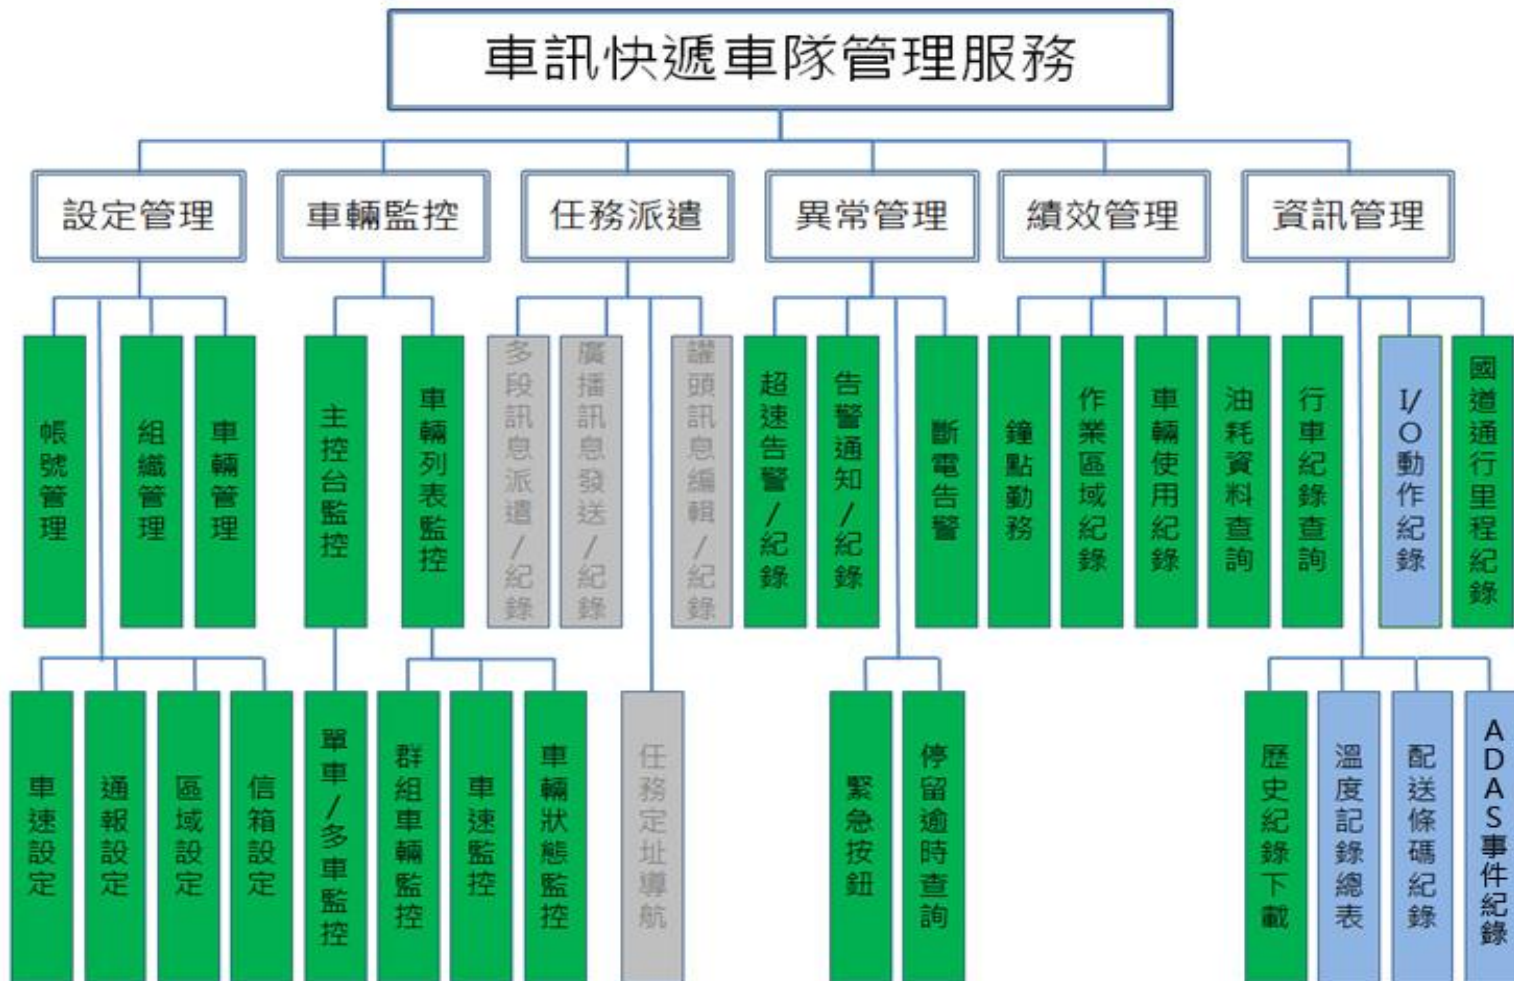 車訊快遞車隊管理服務
設定管理
車輛監控
任務派遣
異常管理
績效管理
資訊管理
帳號管理
組織管理
車輛管理
主控台監控
車輛列表監控
多段訊息派遣/紀錄
廣播訊息發送/紀錄
罐頭訊息編輯/紀錄
超速告警/紀錄
告警通知/紀錄
斷電告警
鐘點勤務
作業區域紀錄
車輛使用紀錄
油耗資料查詢
行車紀錄查詢
I/O動作紀錄
國道通行里程紀錄
車速設定
通報設定
區域設定
信箱設定
單車/多車監控
群組車輛監控
車速監控
車輛狀態監控
任務定址導航
緊急按鈕
停留逾時查詢
歷史紀錄下載
溫度記錄總表
配送條碼紀錄
ADAS事件紀錄